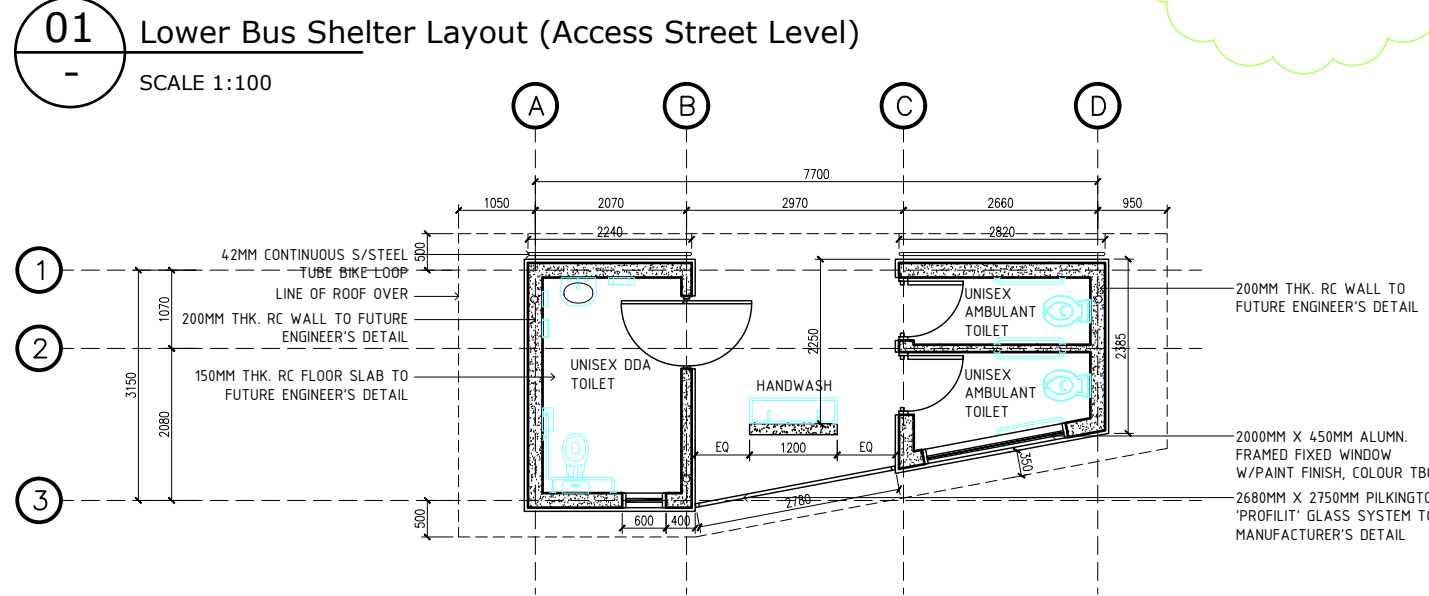 01
-
Lower Bus Shelter Layout (Access Street Level)
SCALE 1:100
A
B
C
D
7700
1050
2070
2970
2660
950
2240
2820
500
1
2
3
42MM CONTINUOUS S/STEEL
TUBE BIKE LOOP
LINE OF ROOF OVER
200MM THK. RC WALL TO FUTURE
ENGINEER'S DETAIL
150MM THK. RC FLOOR SLAB TO
FUTURE ENGINEER'S DETAIL
1070
3150
2080
500
UNISEX DDA
TOILET
HANDWASH
2250
EQ
1200
EQ
UNISEX
AMBULANT
TOILET
UNISEX
AMBULANT
TOILET
2385
350
2780
600
400
200MM THK. RC WALL TO
FUTURE ENGINEER'S DETAIL
2000MM X 450MM ALUMN.
FRAMED FIXED WINDOW
W/PAINT FINISH, COLOUR
2680MM X 2750MM
'PROFILIT' GLASS SYSTEM
MANUFACTURER'S DETAIL